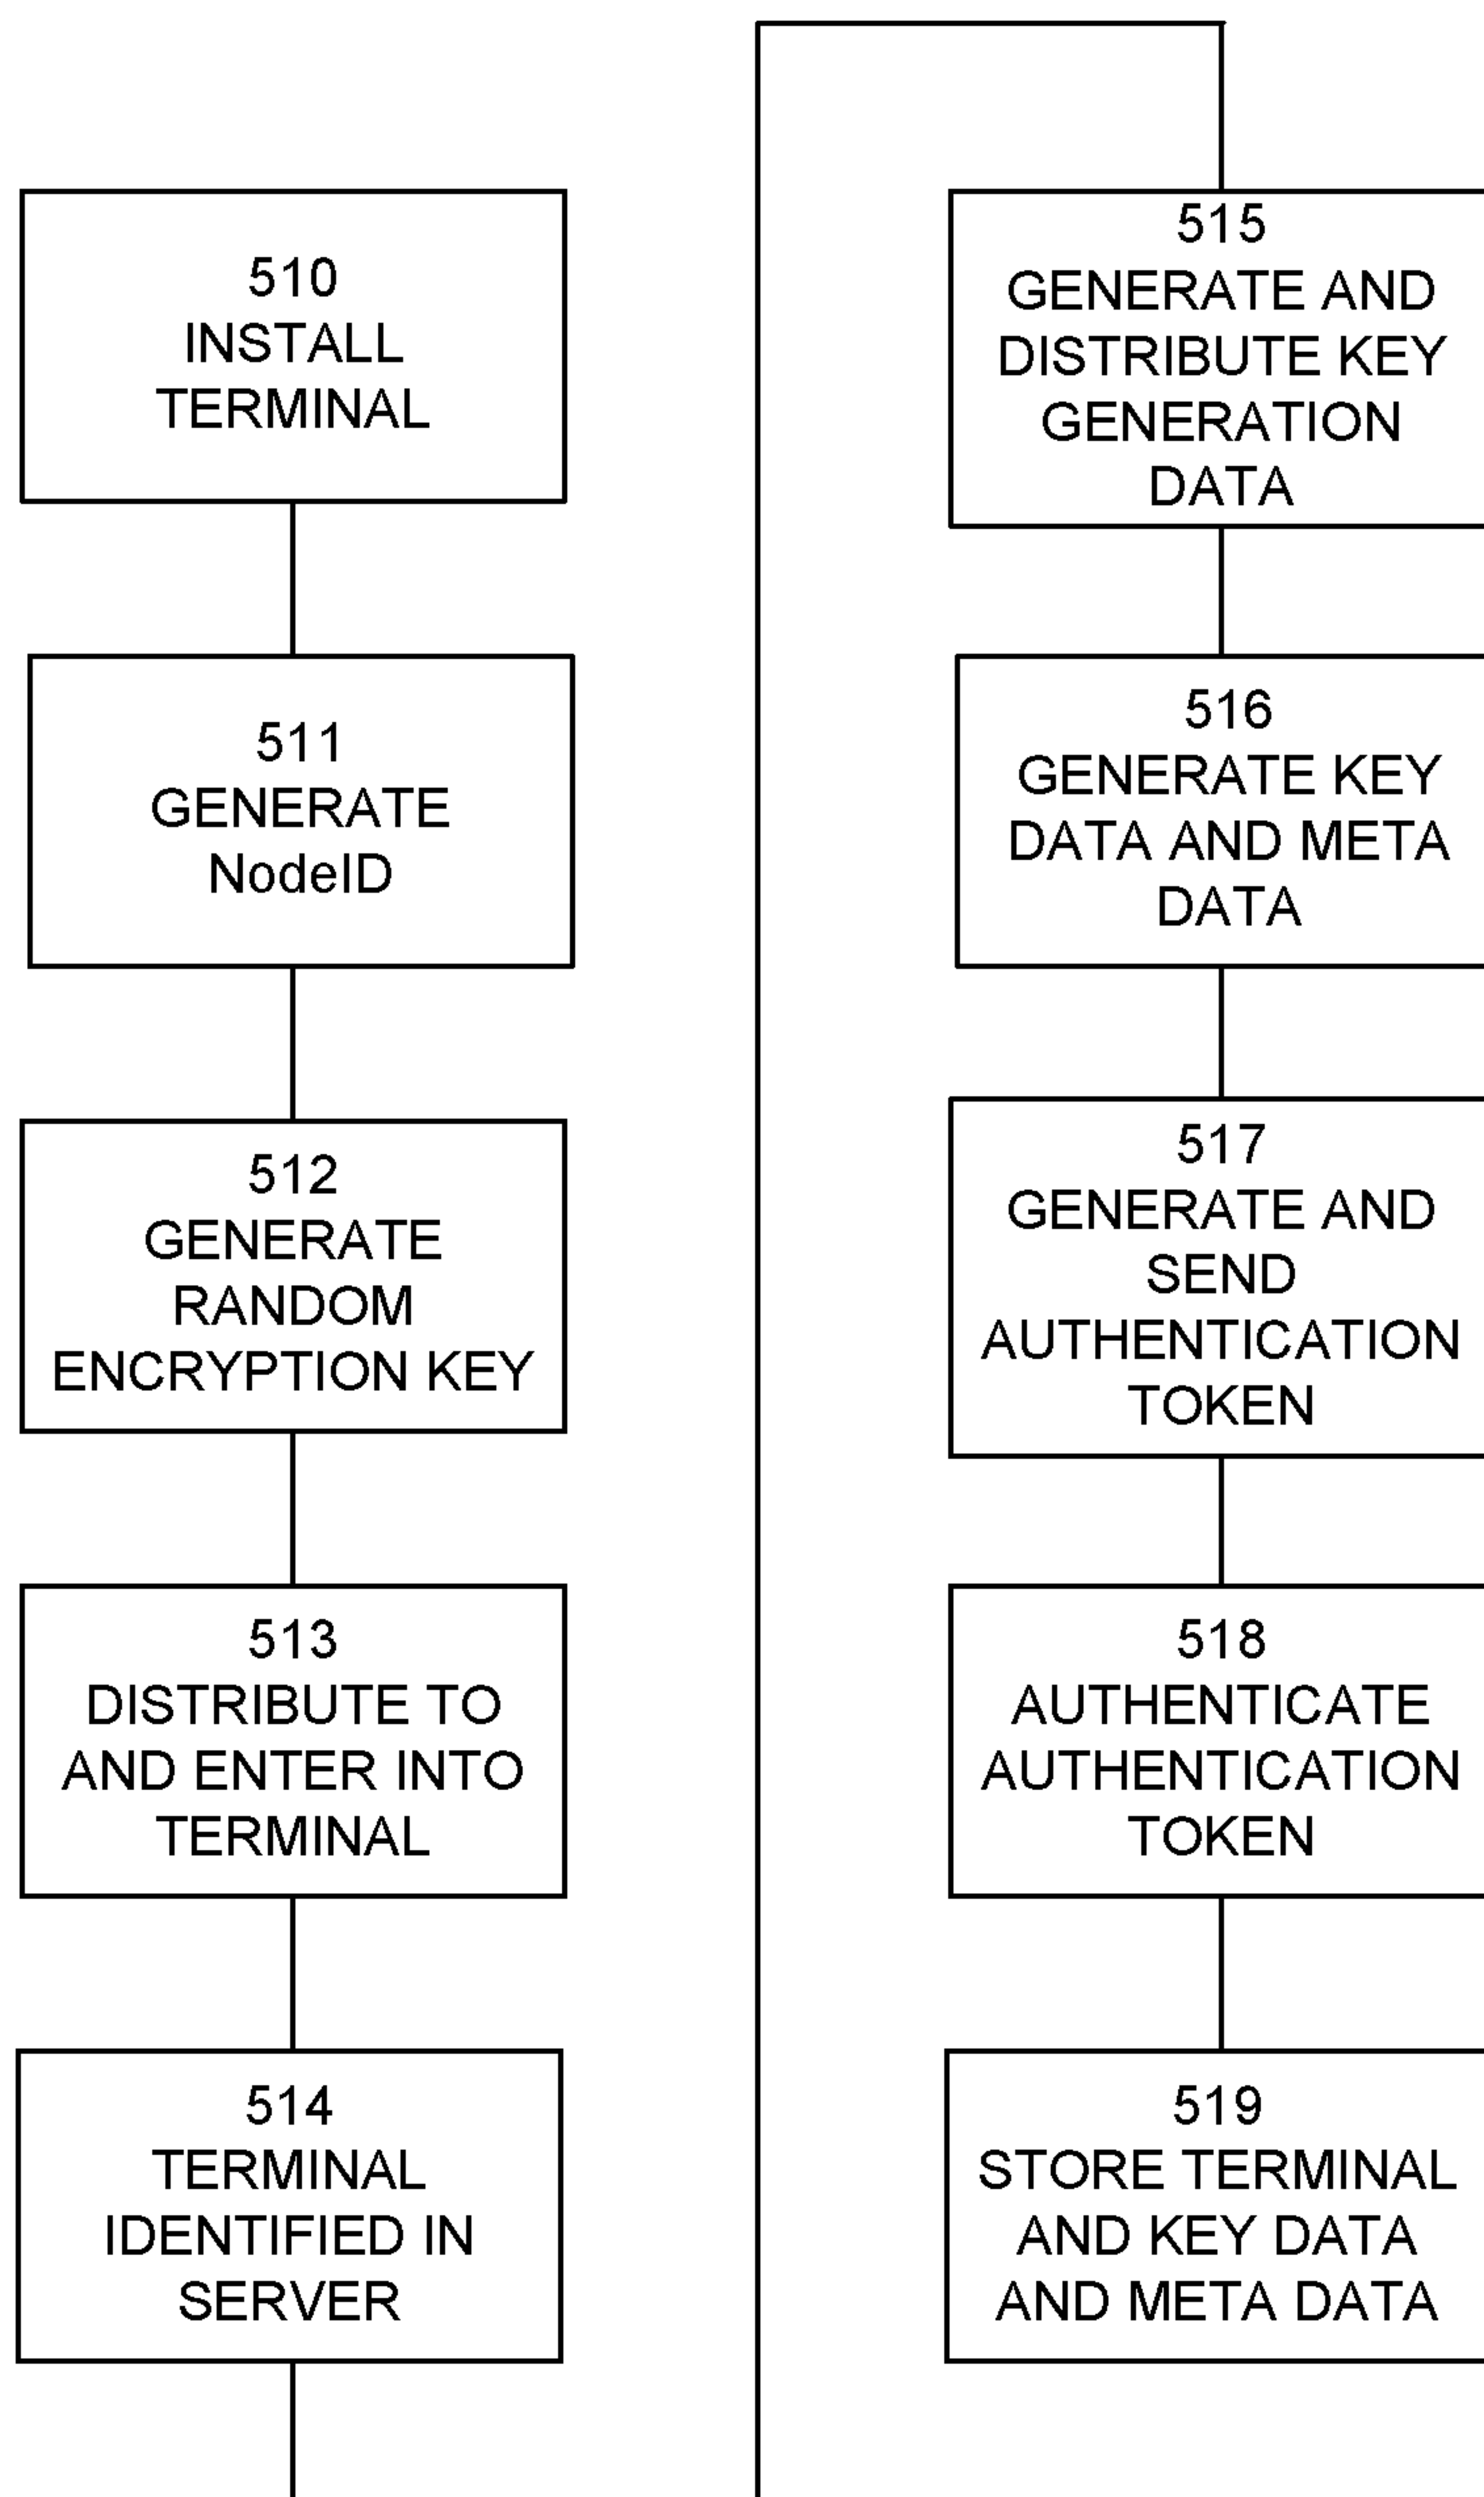 510
INSTALL
TERMINAL
511
GENERATE
NodeID
512
GENERATE
RANDOM
ENCRYPTION KEY
513
DISTRIBUTE TO
AND ENTER INTO
TERMINAL
514
TERMINAL
IDENTIFIED IN
SERVER
515
GENERATE AND
DISTRIBUTE KEY
GENERATION
DATA
516
GENERATE KEY
DATA AND META
DATA
517
GENERATE AND
SEND
AUTHENTICATION
TOKEN
518
AUTHENTICATE
AUTHENTICATION
TOKEN
519
STORE TERMINAL
AND KEY DATA
AND META DATA